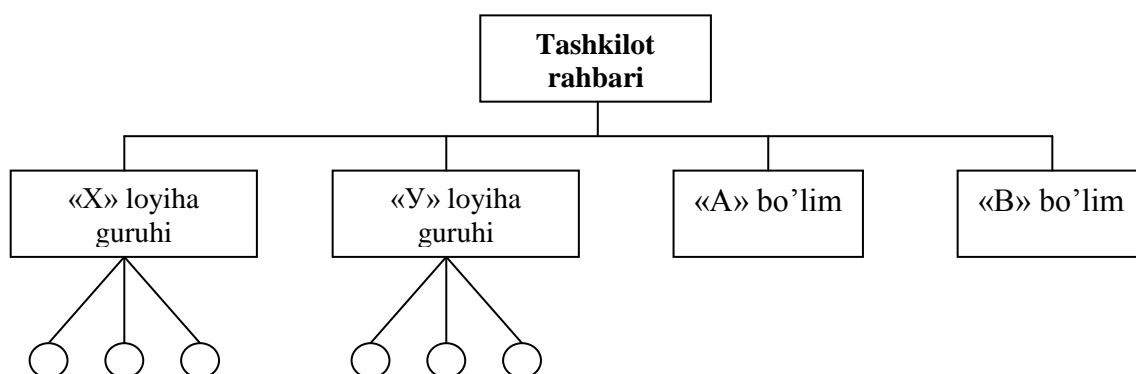 Tashkilot
rahbari
«X» loyiha
guruhi
«У» loyiha
guruhi
«A» bo’lim
«B» bo’lim